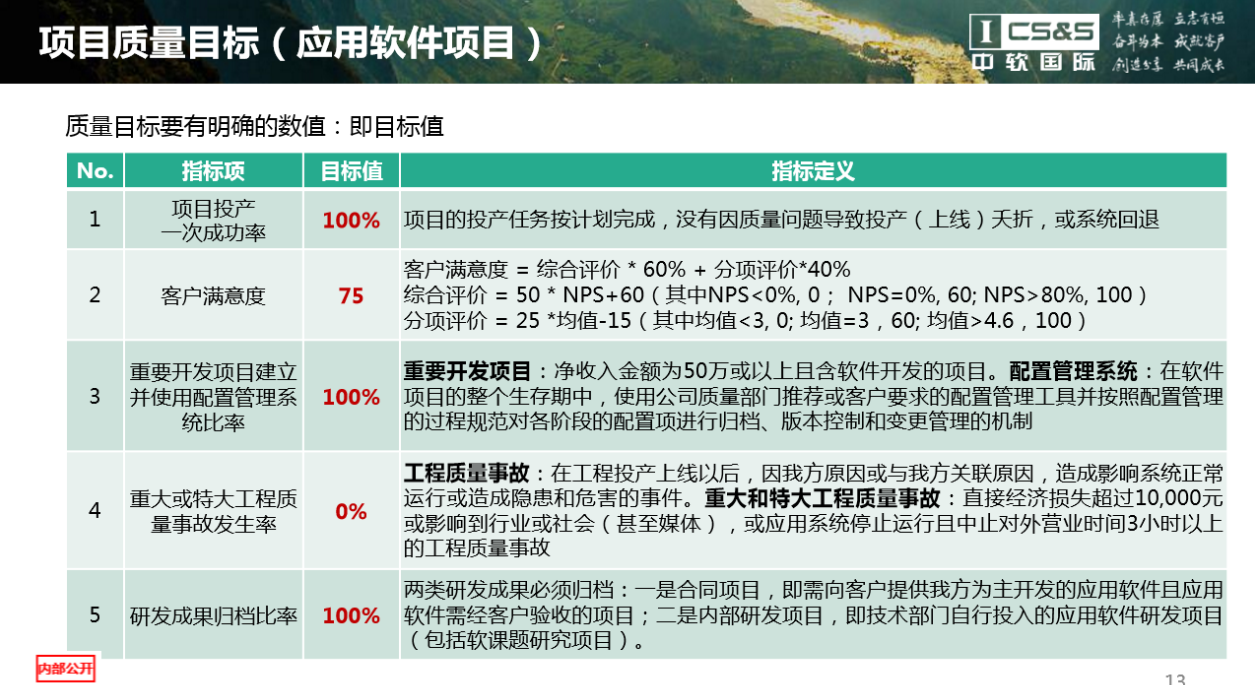 项目质量目标（应用软件项目）
I CS&S
中软国际
率真在属 立志有恒
奋斗为本 成就客户
创造分享 共同成长
质量目标要有明确的数值：即目标值
No. 指标项 目标值 指标定义
1 项目投产
一次成功率 100% 项目的投产任务按计划完成，没有因质量问题导致投产（上线）夭折，或系统回退
2 客户满意度 75 客户满意度 = 综合评价 * 60% + 分项评价*40%
综合评价 = 50 * NPS+60（其中NPS<0%, 0； NPS=0%, 60; NPS>80%, 100）
分项评价 = 25 *均值-15（其中均值<3, 0; 均值=3，60; 均值>4.6，100）
3 重要开发项目建立
并使用配置管理系
统比率 100% 重要开发项目：净收入金额为50万或以上且含软件开发的项目。配置管理系统：在软件
项目的整个生存期中，使用公司质量部门推荐或客户要求的配置管理工具并按照配置管理
的过程规范对各阶段的配置项进行归档、版本控制和变更管理的机制
4 重大或特大工程质
量事故发生率 0% 工程质量事故：在工程投产上线以后，因我方原因或与我方关联原因，造成影响系统正常
运行或造成隐患和危害的事件。重大和特大工程质量事故：直接经济损失超过10,000元
或影响到行业或社会（甚至媒体），或应用系统停止运行且中止对外营业时间3小时以上
的工程质量事故
5 研发成果归档比率 100% 两类研发成果必须归档：一是合同项目，即需向客户提供我方为主开发的应用软件且应用
软件需经客户验收的项目；二是内部研发项目，即技术部门自行投入的应用软件研发项目
（包括软课题研究项目）。
内部公开
13